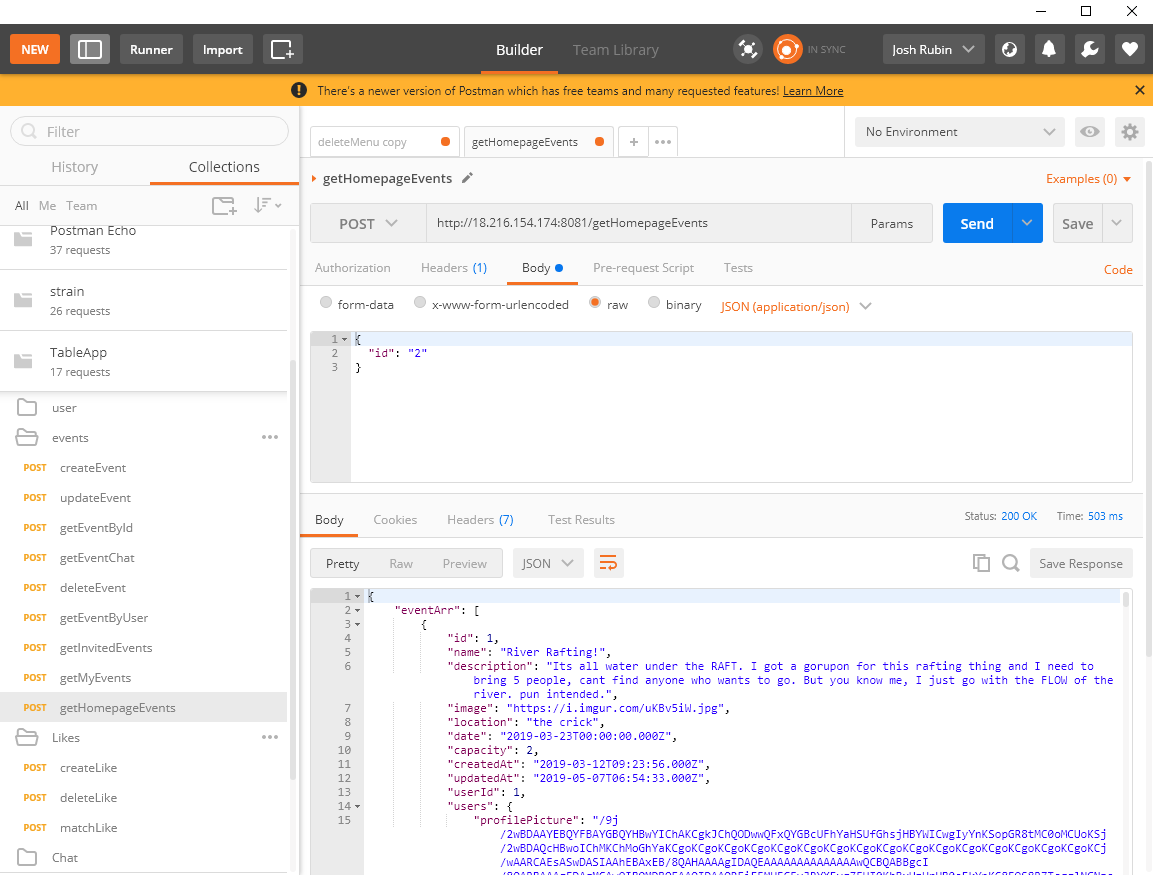 NEW
Runner
Import
Builder
Team Library
IN SYNC
Josh Rubin
There's a newer version of Postman which has free teams and many requested features! Learn More
Filter
History
Collections
All Me Team
Postman Echo
37 requests
strain
26 requests
TableApp
17 requests
user
events
POST createEvent
POST updateEvent
POST getEventById
POST getEventChat
POST deleteEvent
POST getEventByUser
POST getInvitedEvents
POST getMyEvents
POST getHomepageEvents
Likes
POST createLike
POST deleteLike
POST matchLike
Chat
deleteMenu copy
getHomepageEvents
No Environment
getHomepageEvents
Examples (0)
POST
http://18.216.154.174:8081/getHomepageEvents
Params
Send
Save
Authorization
Headers (1)
Body
Pre-request Script
Tests
Code
form-data
x-www-form-urlencoded
raw
binary
JSON (application/json)
1 {
2 "id": "2"
3 }
Body
Cookies
Headers (7)
Test Results
Status: 200 OK
Time: 503 ms
Pretty
Raw
Preview
JSON
Save Response
1 {
2 "eventArr": [
3 {
4 "id": 1,
5 "name": "River Rafting!",
6 "description": "Its all water under the RAFT. I got a gorupon for this rafting thing and I need to
bring 5 people, cant find anyone who wants to go. But you know me, I just go with the FLOW of the
river. pun intended.",
7 "image": "https://i.imgur.com/uKBv5iW.jpg",
8 "location": "the crick",
9 "date": "2019-03-23T00:00:00.000Z",
10 "capacity": 2,
11 "createdAt": "2019-03-12T09:23:56.000Z",
12 "updatedAt": "2019-05-07T06:54:33.000Z",
13 "userId": 1,
14 "users": {
15 "profilePicture": "/9j
/2wBDAAYEBQYFBAYGBQYHBwYIChAKCgkJChQODwwQFxQYGBcUFhYaHSUfGhsjHBYWICwgIyYnKSopGR8tMC0oMCUoKSj
/2wBDAQcHBwoIChMKChMoGhYaKCgoKCgoKCgoKCgoKCgoKCgoKCgoKCgoKCgoKCgoKCgoKCgoKCgoKCgoKCgoKCgoKCj
/wAARCAEsASwDASIAAhEBAxEB/8QAHAAAAgIDAQEAAAAAAAAAAAAAAAwQCBQABBgcI